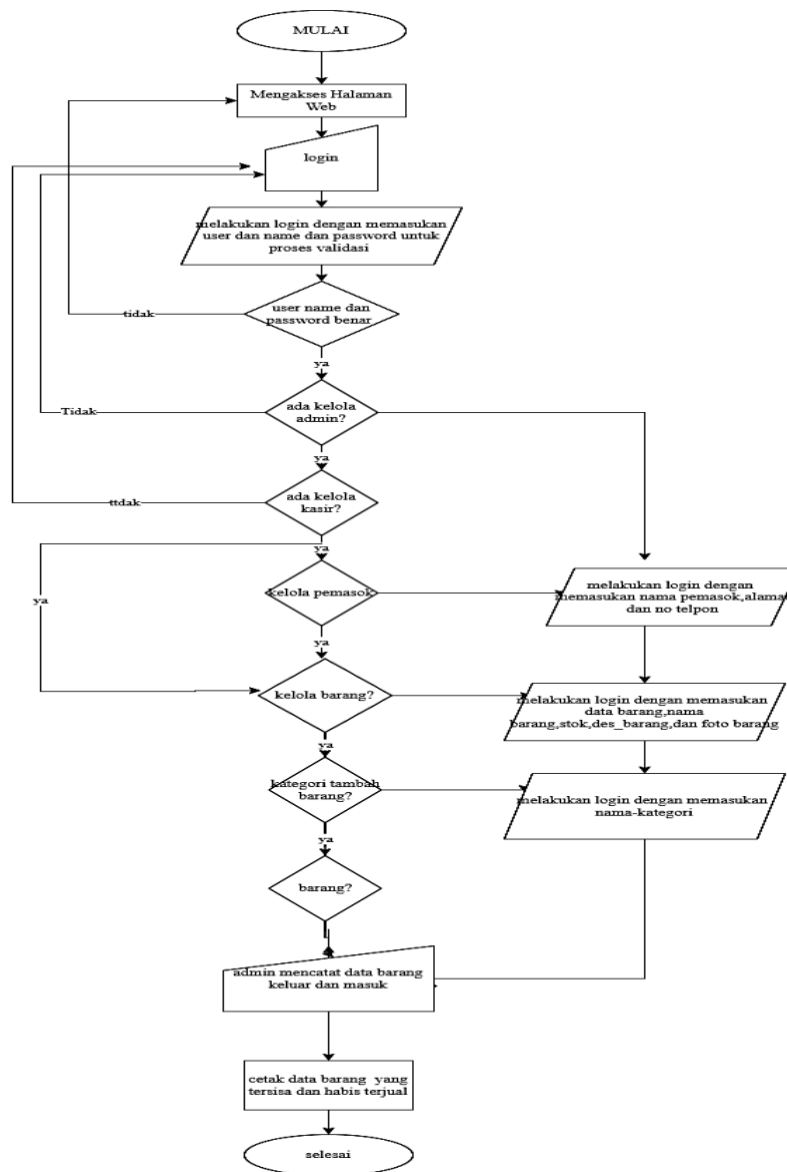 MULAI
Mengakses Halaman
Web
login
melakukan login dengan memasukan
user dan name dan password untuk
proses validasi
user name dan
password benar
tidak
ya
ada kelola
admin?
Tidak
ya
ada kelola
kasir?
ttdak
ya
ya
kelola pemasok
melakukan login dengan
memasukan nama pemasok,alamat
dan no telpon
ya
kelola barang?
melakukan login dengan memasukan
data barang,nama
barang,stok,des_barang,dan foto barang
ya
kategori tambah
barang?
melakukan login dengan memasukan
nama-kategori
ya
barang?
admin mencatat data barang
keluar dan masuk
cetak data barang yang
tersisa dan habis terjual
selesai